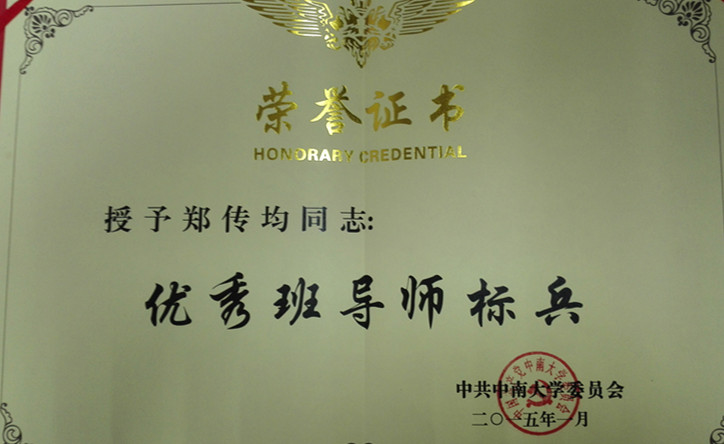 荣誉证书
HONORARY CREDENTIAL
授予郑传均同志:
优秀班导师标兵
中共中南大学委员会
二〇一五年一月